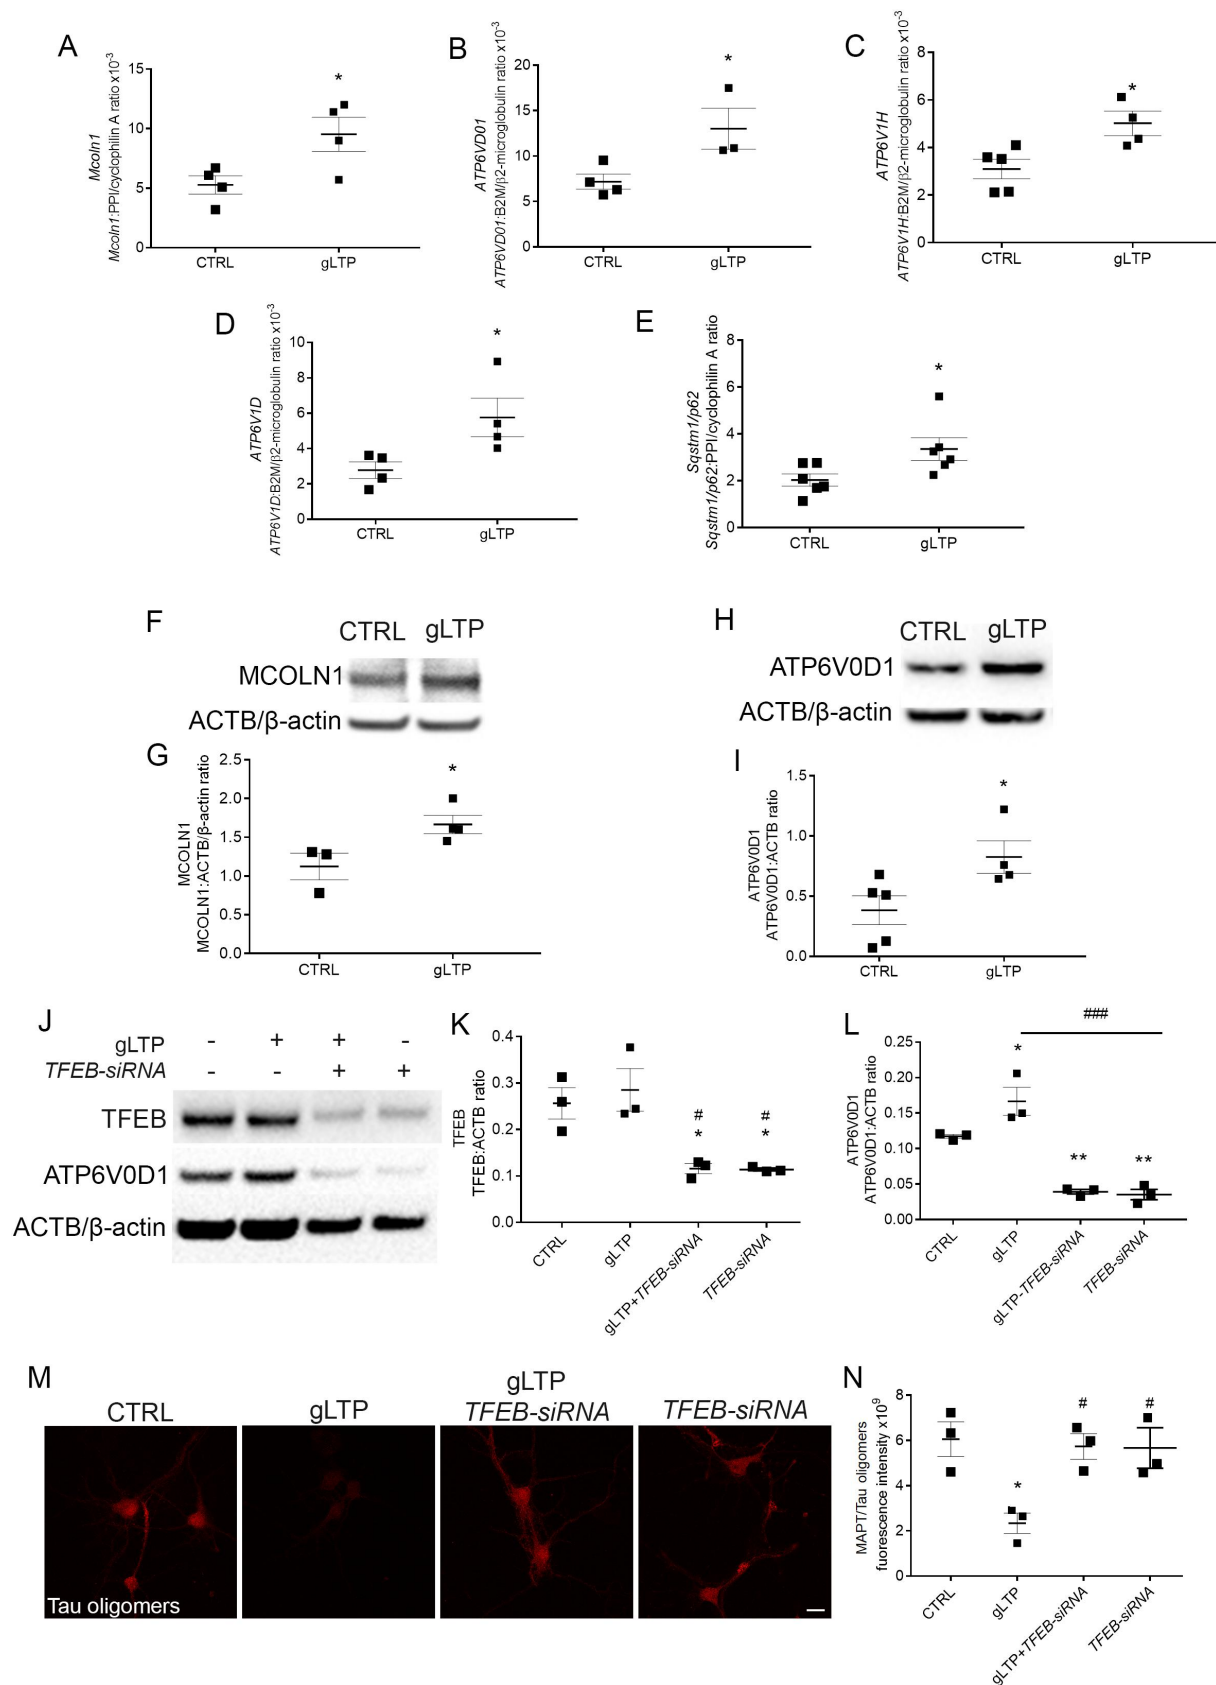 A
Mcoln1
Mcoln1:PPI/cyclophilin A ratio x10-3
15
10
5
0
*
CTRL
gLTP
B
ATP6VD01
ATP6VD01:B2M/β2-microglobulin ratio x10-3
20
15
10
5
0
*
CTRL
gLTP
C
ATP6V1H
ATP6V1H:B2M/β2-microglobulin ratio x10-3
8
6
4
2
0
*
CTRL
gLTP
D
ATP6V1D
ATP6V1D:B2M/β2-microglobulin ratio x10-3
10
8
6
4
2
0
*
CTRL
gLTP
E
Sqstm1/p62
Sqstm1/p62:PPI/cyclophilin A ratio
8
6
4
2
0
*
CTRL
gLTP
F
CTRL gLTP
MCOLN1
ACTB/β-actin
H
CTRL gLTP
ATP6V0D1
ACTB/β-actin
G
MCOLN1
MCOLN1:ACTB/β-actin ratio
2.5
2.0
1.5
1.0
0.5
0.0
*
CTRL
gLTP
I
ATP6V0D1
ATP6V0D1:ACTB ratio
1.5
1.0
0.5
0.0
*
CTRL
gLTP
J
gLTP - + + -
TFEB-siRNA - - + +
TFEB
ATP6V0D1
ACTB/β-actin
K
TFEB
TFEB:ACTB ratio
0.4
0.3
0.2
0.1
0.0
# #
* *
CTRL
gLTP
gLTP+TFEB-siRNA
TFEB-siRNA
L
ATP6V0D1
ATP6V0D1:ACTB ratio
0.25
0.20
0.15
0.10
0.05
0.00
###
*
** **
CTRL
gLTP
gLTP-TFEB-siRNA
TFEB-siRNA
M
CTRL
gLTP
gLTP
TFEB-siRNA
TFEB-siRNA
Tau oligomers
N
MAPT/Tau oligomers
fuorescence intensity x109
8
6
4
2
0
*
# #
CTRL
gLTP
gLTP+TFEB-siRNA
TFEB-siRNA